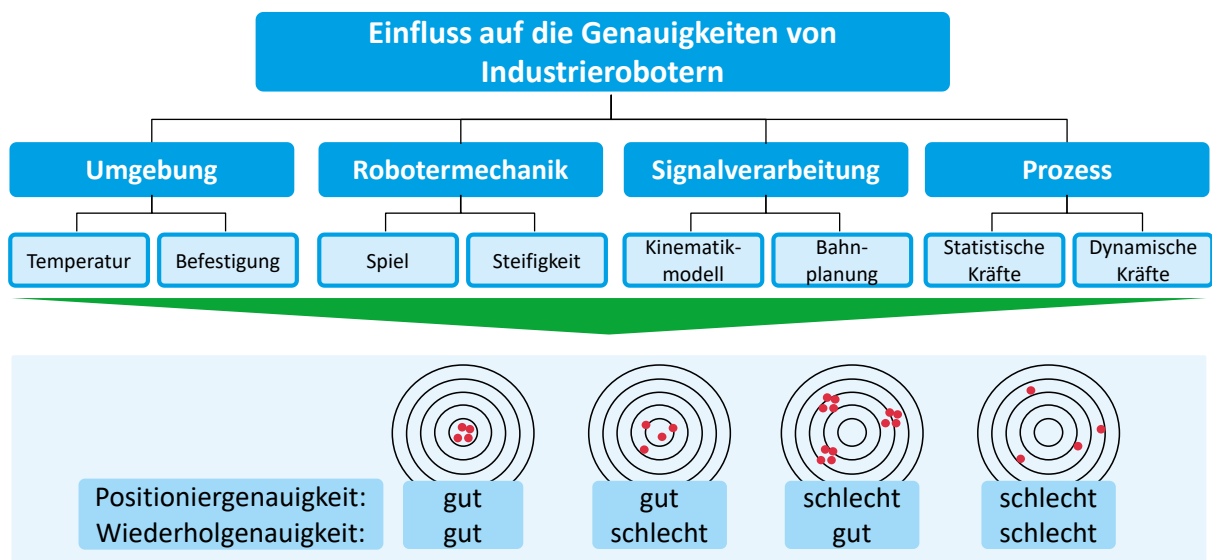 Einfluss auf die Genauigkeiten von
Industrierobotern
Umgebung
Robotermechanik
Signalverarbeitung
Prozess
Temperatur
Befestigung
Spiel
Steifigkeit
Kinematik-
modell
Bahn-
planung
Statistische
Kräfte
Dynamische
Kräfte
Positioniergenauigkeit: gut gut schlecht schlecht
Wiederholgenauigkeit: gut schlecht gut schlecht